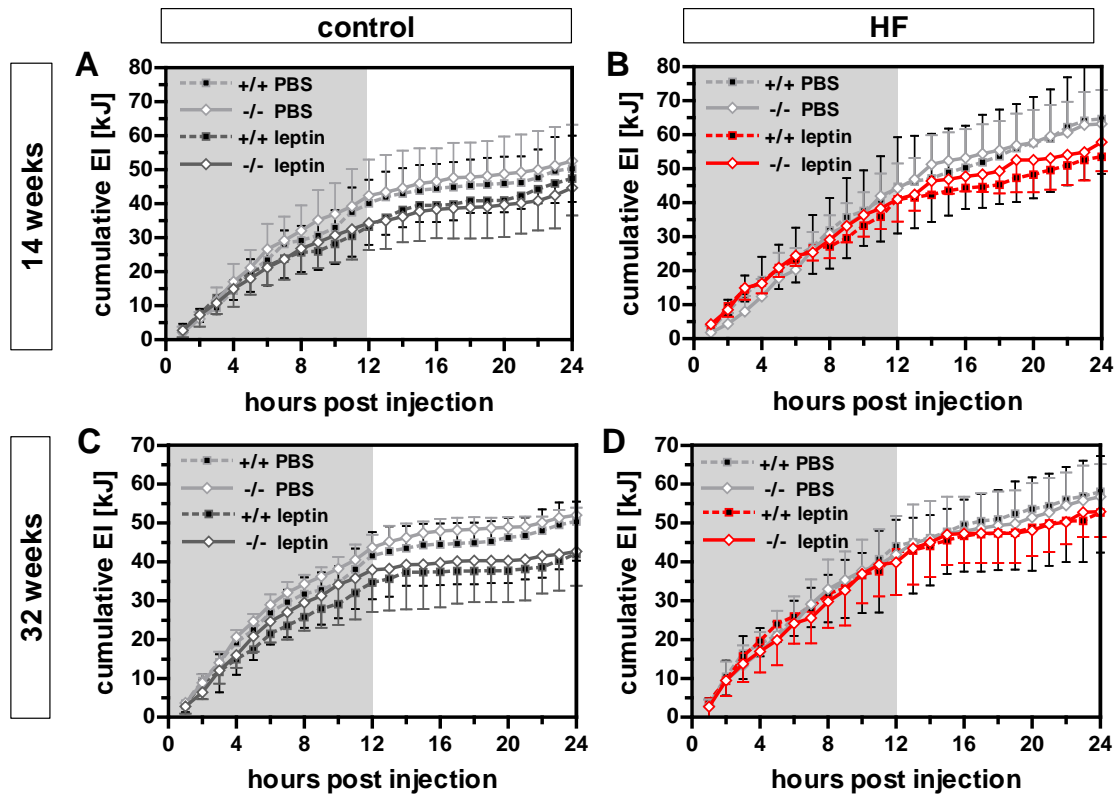 control
HF
14 weeks
32 weeks
A
cumulative EI [kJ]
80
70
60
50
40
30
20
10
0
+/+ PBS
-/- PBS
+/+ leptin
-/- leptin
0 4 8 12 16 20 24
hours post injection
B
cumulative EI [kJ]
80
70
60
50
40
30
20
10
0
+/+ PBS
-/- PBS
+/+ leptin
-/- leptin
0 4 8 12 16 20 24
hours post injection
C
cumulative EI [kJ]
70
60
50
40
30
20
10
0
+/+ PBS
-/- PBS
+/+ leptin
-/- leptin
0 4 8 12 16 20 24
hours post injection
D
cumulative EI [kJ]
70
60
50
40
30
20
10
0
+/+ PBS
-/- PBS
+/+ leptin
-/- leptin
0 4 8 12 16 20 24
hours post injection